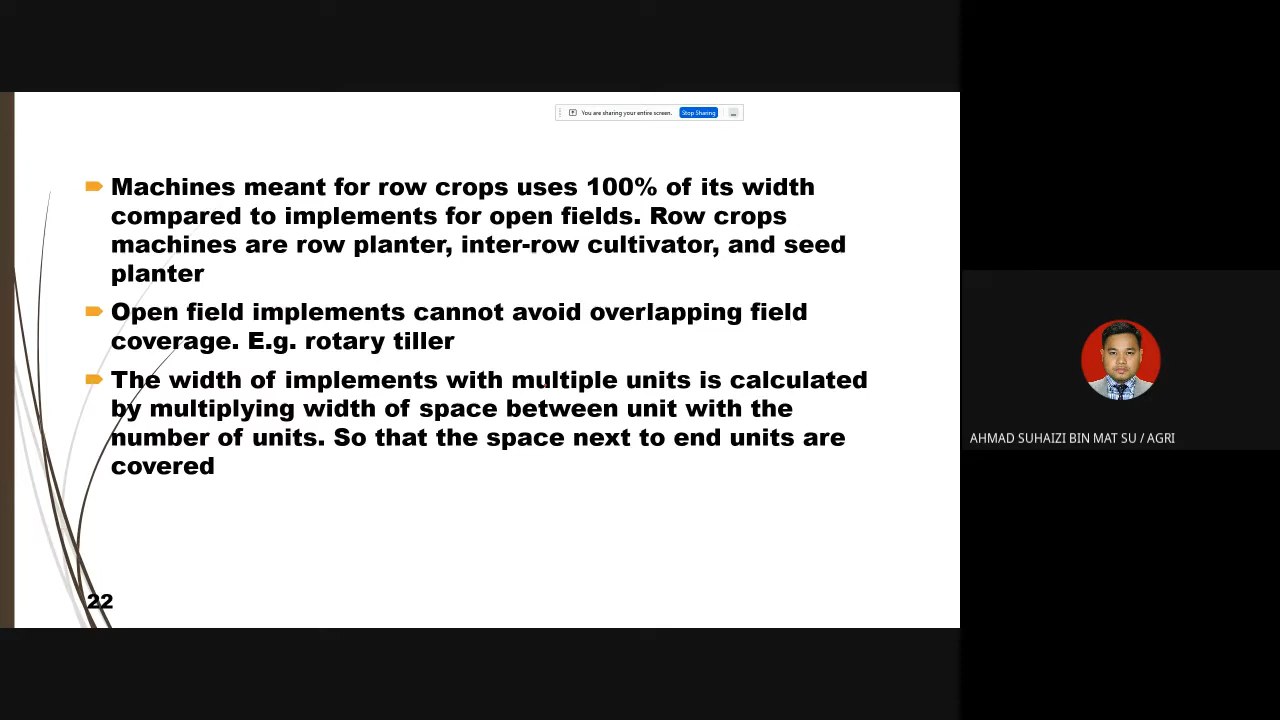 You are sharing your entire screen. Stop Sharing
Machines meant for row crops uses 100% of its width
compared to implements for open fields. Row crops
machines are row planter, inter-row cultivator, and seed
planter
Open field implements cannot avoid overlapping field
coverage. E.g. rotary tiller
The width of implements with multiple units is calculated
by multiplying width of space between unit with the
number of units. So that the space next to end units are
covered
22
AHMAD SUHAIZI BIN MAT SU / AGRI